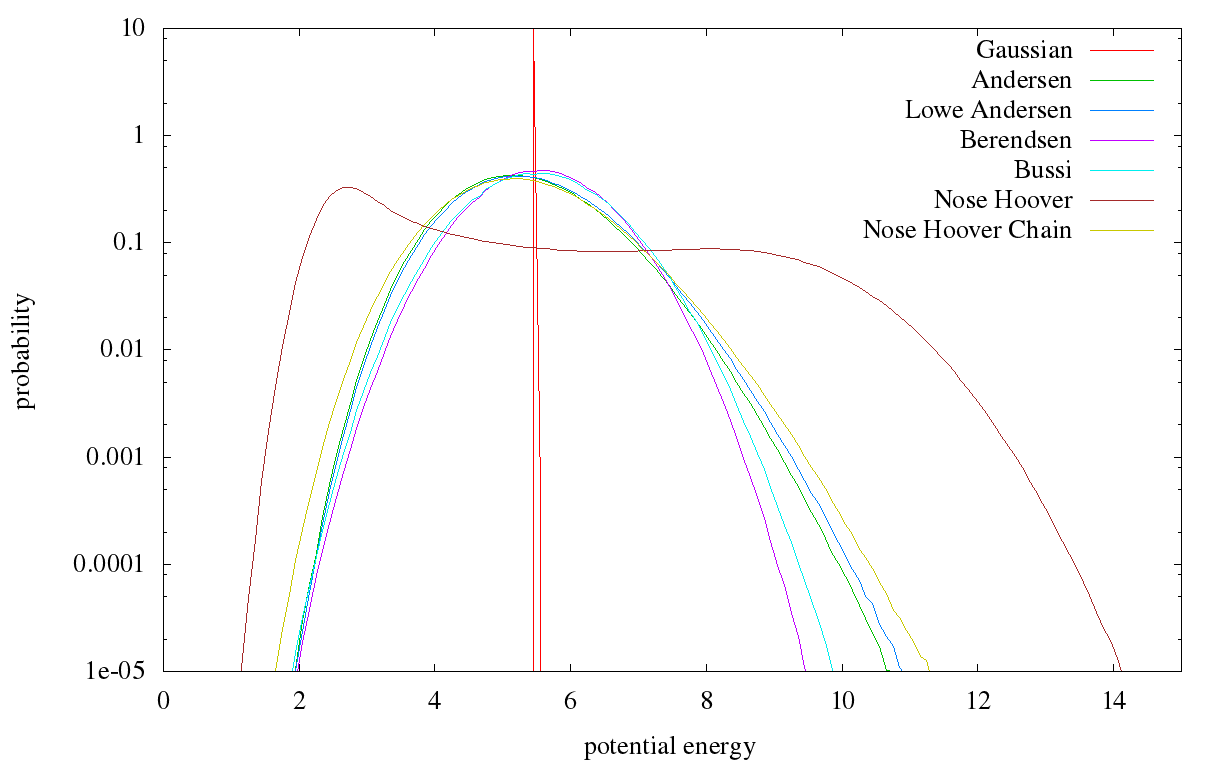 10
1
0.1
0.01
0.001
0.0001
1e-05
0 2 4 6 8 10 12 14
probability
potential energy
Gaussian
Andersen
Lowe Andersen
Berendsen
Bussi
Nose Hoover
Nose Hoover Chain